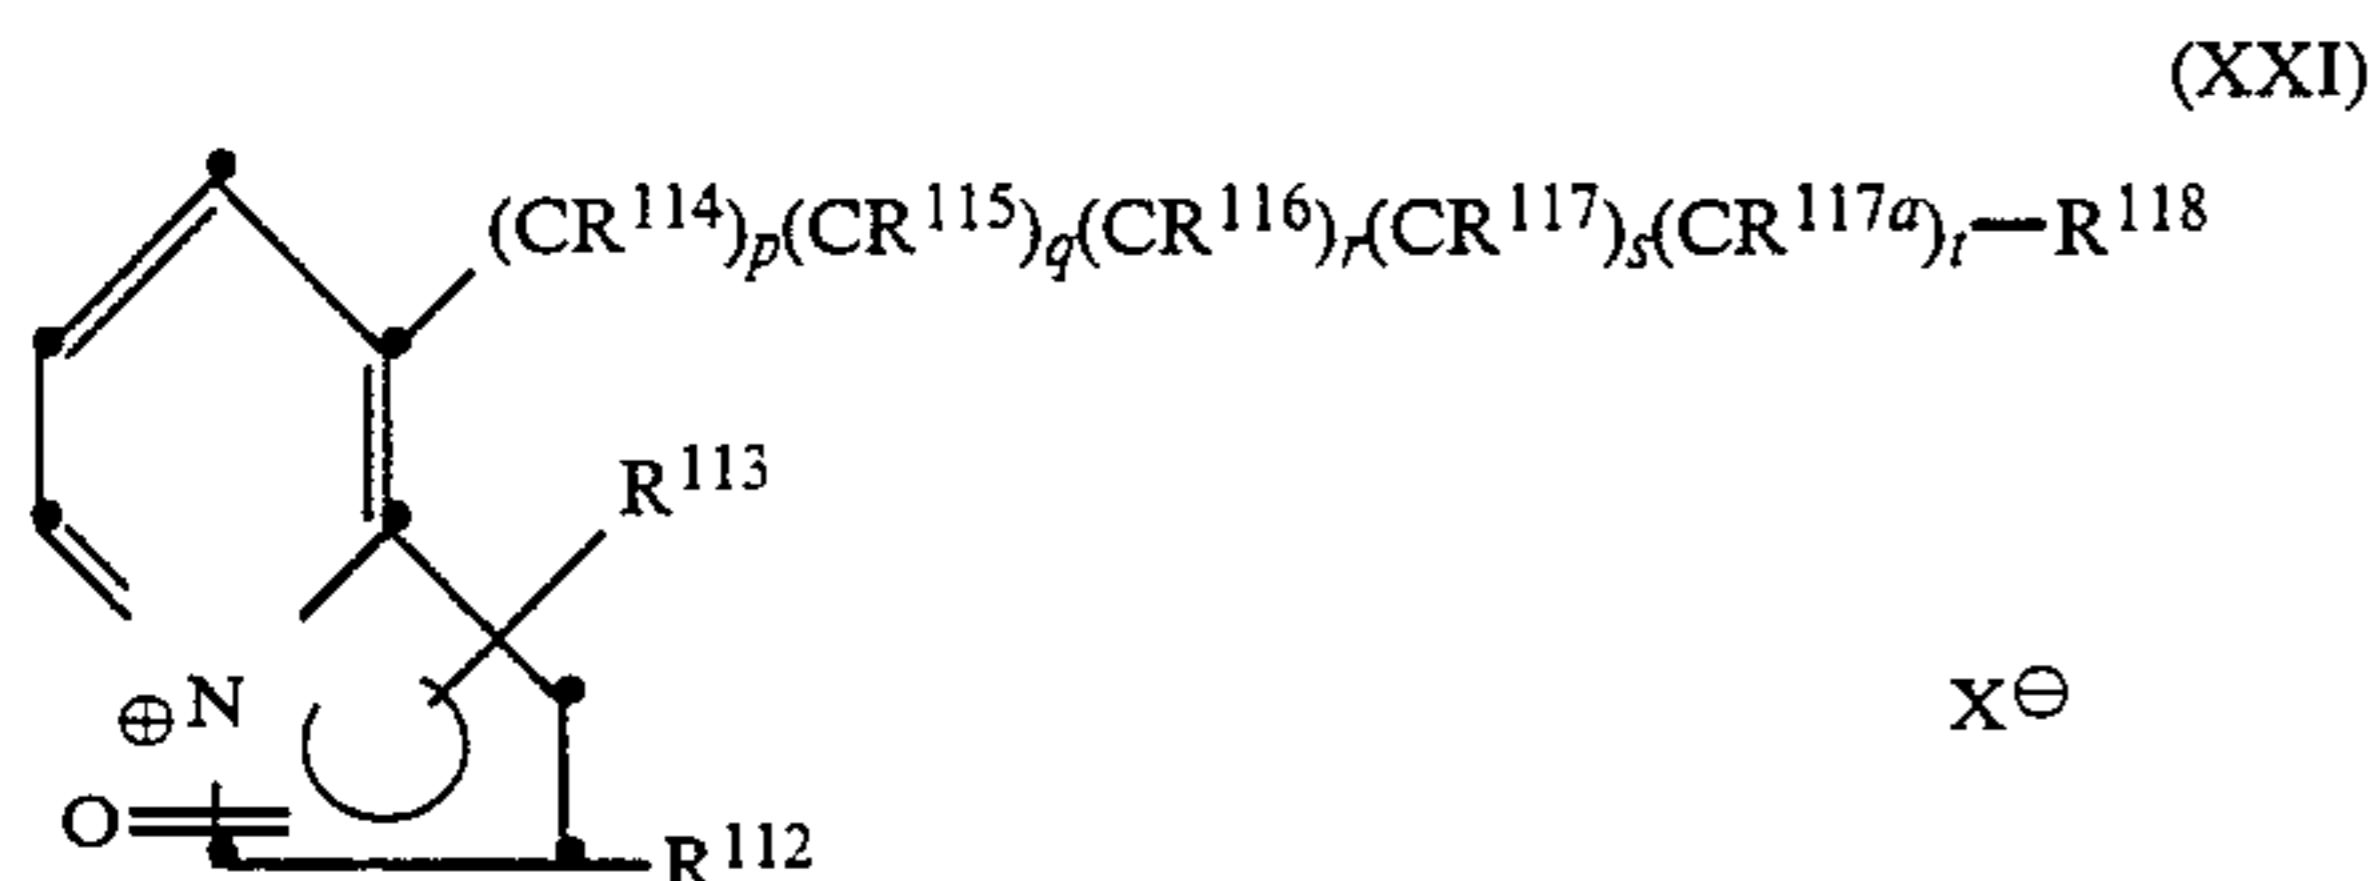 (XXI)
(CR¹¹⁴)ₚ(CR¹¹⁵)q(CR¹¹⁶)ᵣ(CR¹¹⁷)ₛ(CR¹¹⁷ᵃ)ₜ—R¹¹⁸
R¹¹³
⊕N X⊖
O
R¹¹²